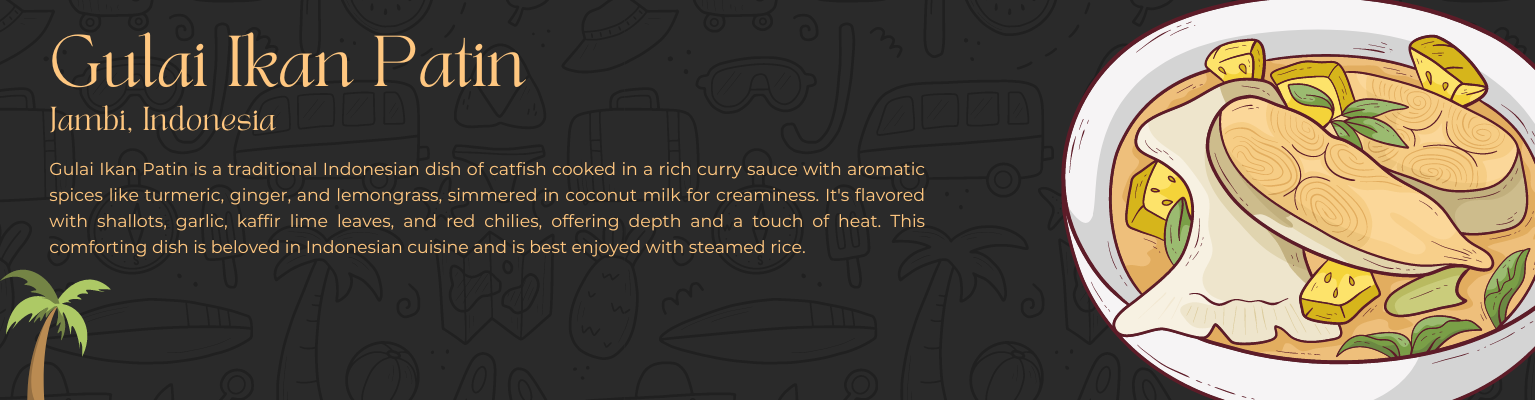 Gulai Ikan Patin
Jambi, Indonesia
Gulai Ikan Patin is a traditional Indonesian dish of catfish cooked in a rich curry sauce with aromatic
spices like turmeric, ginger, and lemongrass, simmered in coconut milk for creaminess. It's flavored
with shallots, garlic, kaffir lime leaves, and red chilies, offering depth and a touch of heat. This
comforting dish is beloved in Indonesian cuisine and is best enjoyed with steamed rice.